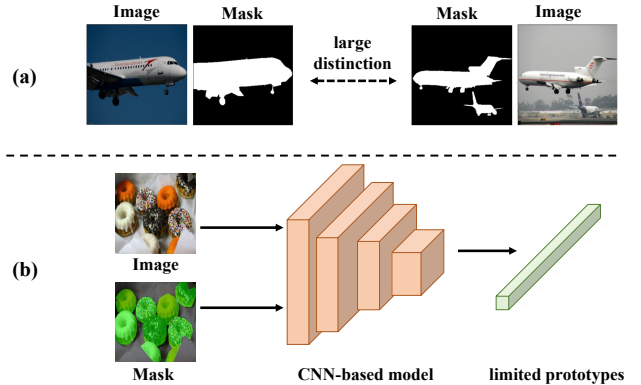 Image
Mask
Mask
Image
(a)
large
distinction
(b)
Image
Mask
CNN-based model
limited prototypes